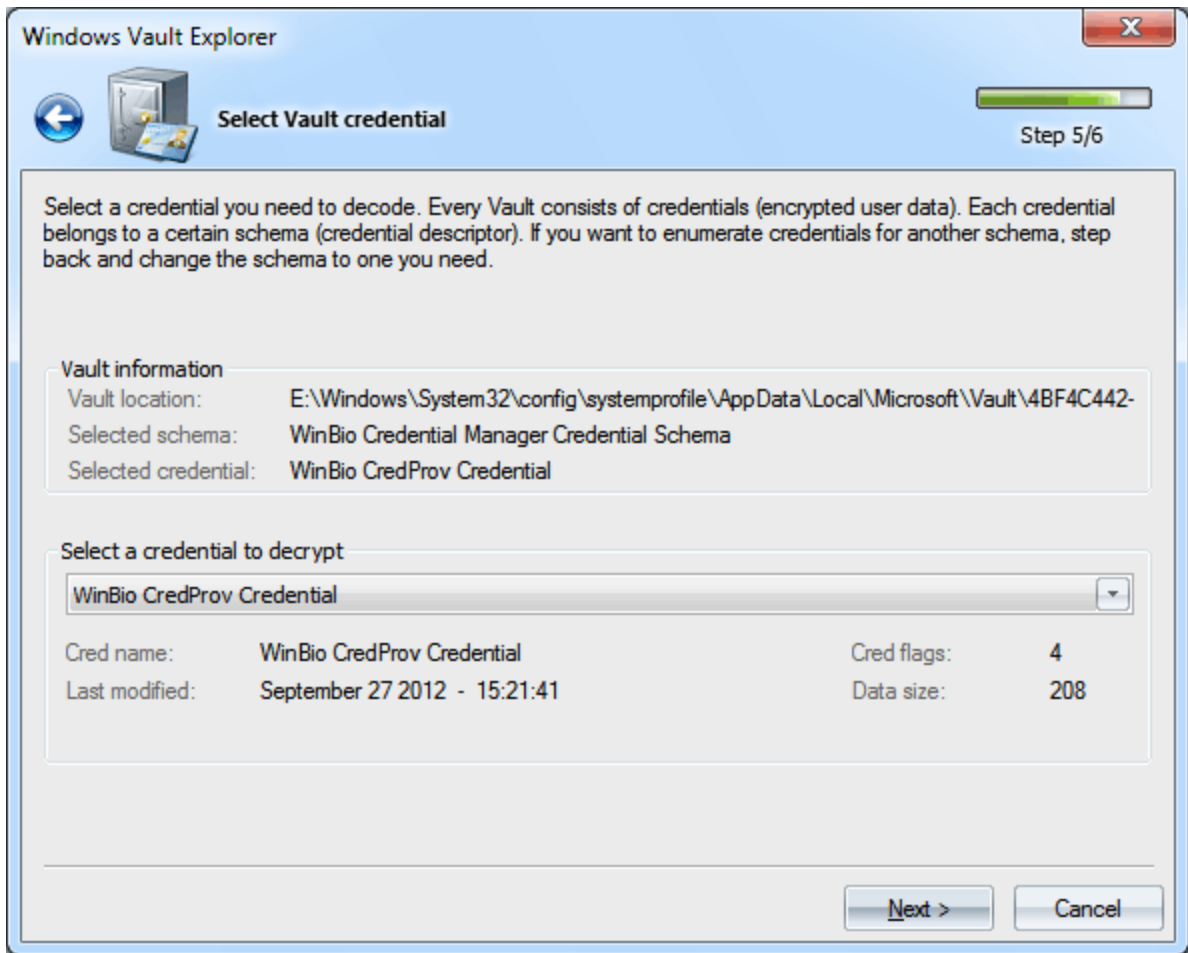 Windows Vault Explorer
Select Vault credential
Step 5/6
Select a credential you need to decode. Every Vault consists of credentials (encrypted user data). Each credential
belongs to a certain schema (credential descriptor). If you want to enumerate credentials for another schema, step
back and change the schema to one you need.
Vault information
Vault location: E:\Windows\System32\config\systemprofile\AppData\Local\Microsoft\Vault\4BF4C442-
Selected schema: WinBio Credential Manager Credential Schema
Selected credential: WinBio CredProv Credential
Select a credential to decrypt
WinBio CredProv Credential
Cred name: WinBio CredProv Credential Cred flags: 4
Last modified: September 27 2012 - 15:21:41 Data size: 208
Next > Cancel